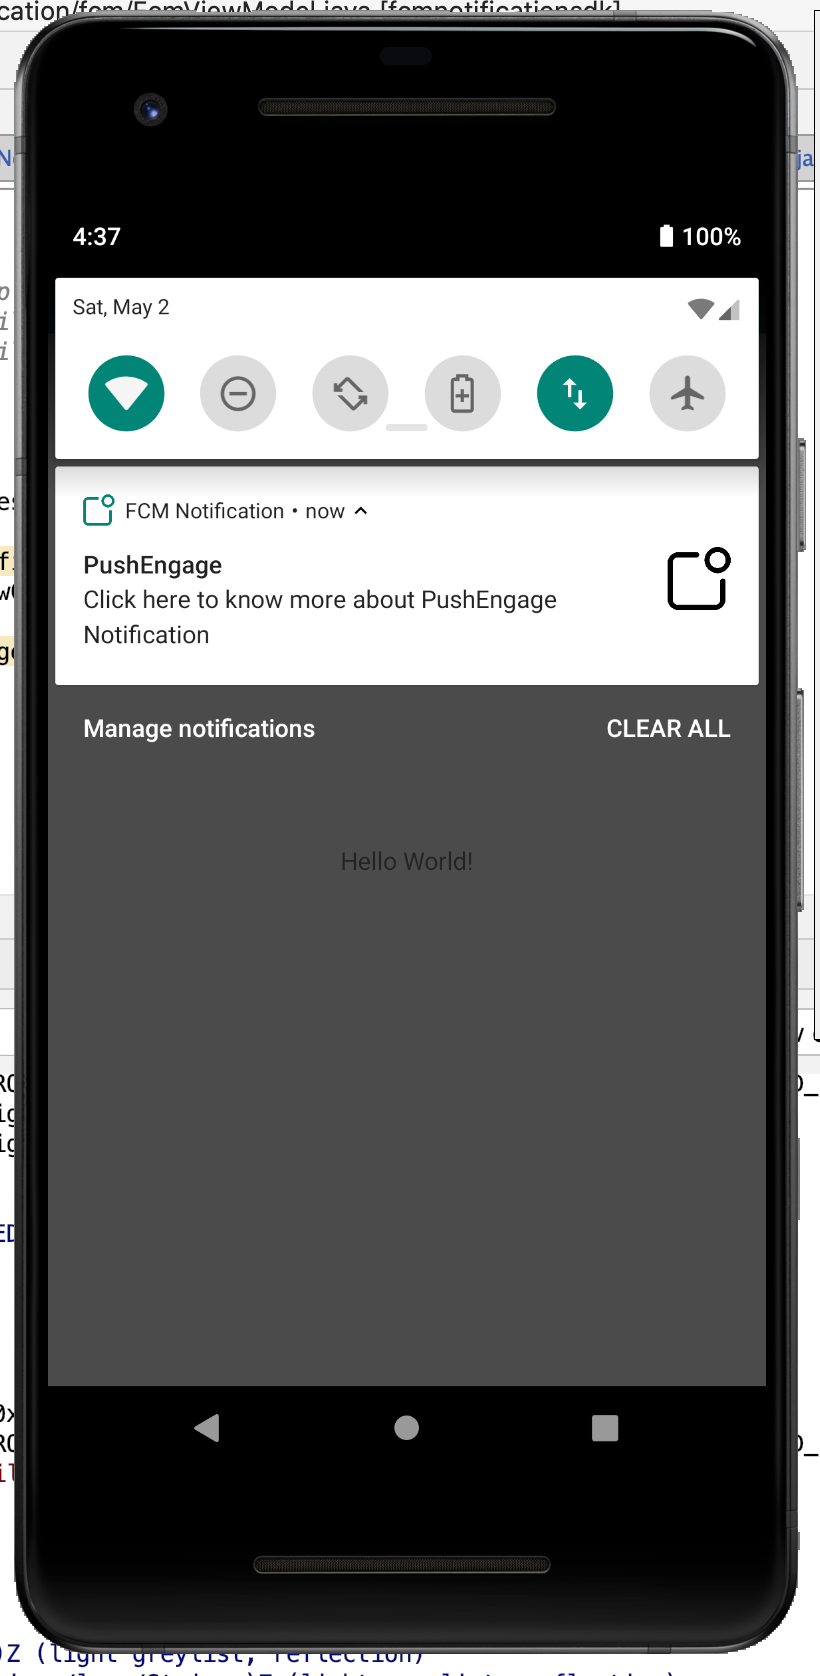 cation/fcm/FcmViewModel.java [fcmnotificationsdk]
4:37
100%
Sat, May 2
FCM Notification • now
PushEngage
Click here to know more about PushEngage
Notification
Manage notifications
CLEAR ALL
Hello World!
)Z (light greylist, reflection)